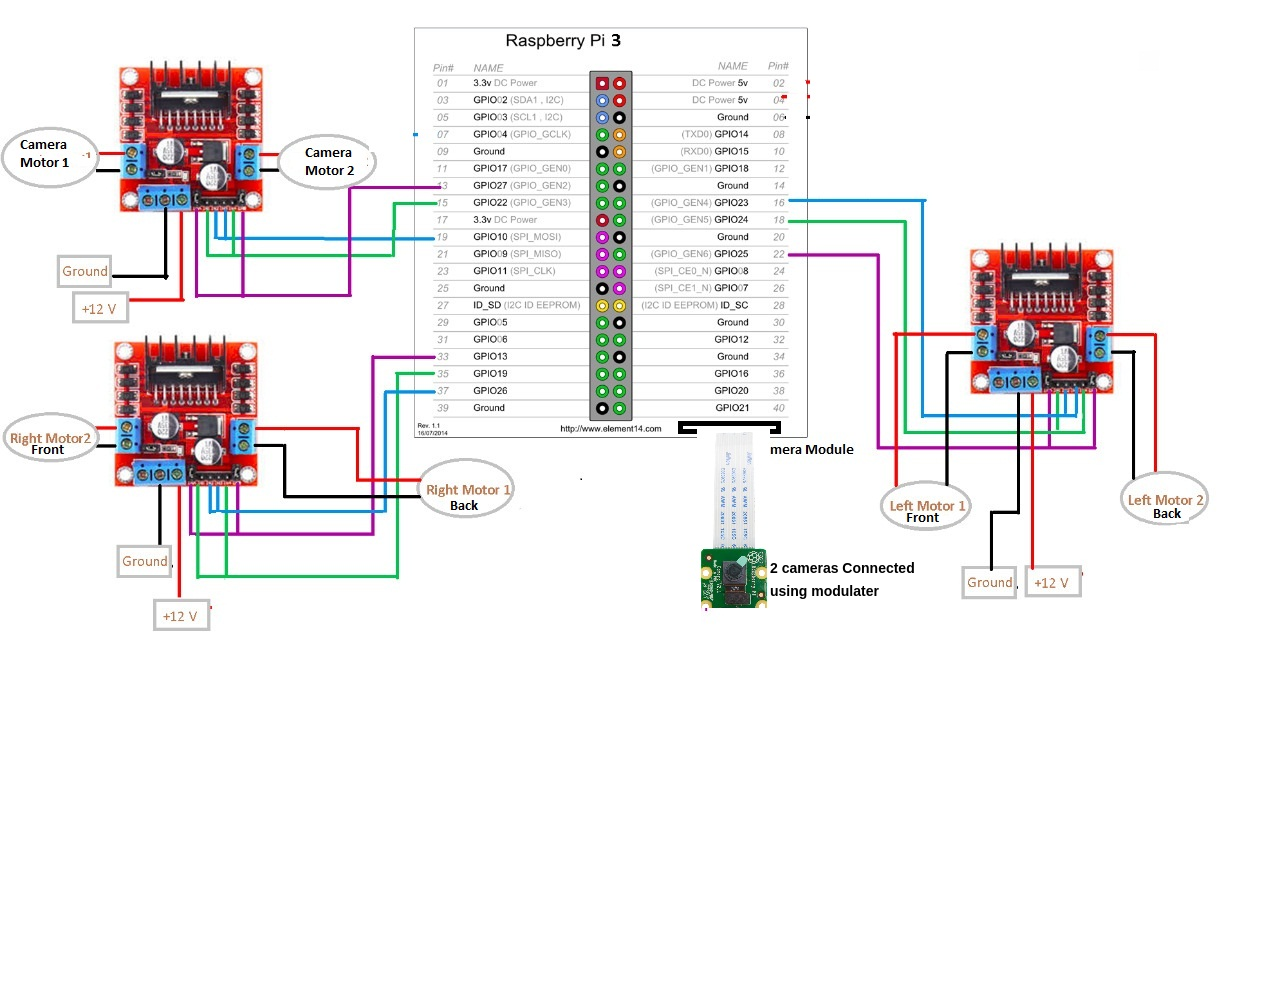 Raspberry Pi 3
Pin# NAME NAME Pin#
01 3.3v DC Power DC Power 5v 02
03 GPIO02 (SDA1 , I2C) DC Power 5v 04
05 GPIO03 (SCL1 , I2C) Ground 06
07 GPIO04 (GPIO_GCLK) (TXD0) GPIO14 08
09 Ground (RXD0) GPIO15 10
11 GPIO17 (GPIO_GEN0) (GPIO_GEN1) GPIO18 12
13 GPIO27 (GPIO_GEN2) Ground 14
15 GPIO22 (GPIO_GEN3) (GPIO_GEN4) GPIO23 16
17 3.3v DC Power (GPIO_GEN5) GPIO24 18
19 GPIO10 (SPI_MOSI) Ground 20
21 GPIO09 (SPI_MISO) (GPIO_GEN6) GPIO25 22
23 GPIO11 (SPI_CLK) (SPI_CE0_N) GPIO08 24
25 Ground (SPI_CE1_N) GPIO07 26
27 ID_SD (I2C ID EEPROM) (I2C ID EEPROM) ID_SC 28
29 GPIO05 Ground 30
31 GPIO06 GPIO12 32
33 GPIO13 Ground 34
35 GPIO19 GPIO16 36
37 GPIO26 GPIO20 38
39 Ground GPIO21 40
Rev. 1.1
16/07/2014
http://www.element14.com
Camera
Motor 1
Camera
Motor 2
Ground
+12 V
Right Motor2
Front
Right Motor 1
Back
Ground
+12 V
mera Module
2 cameras Connected
using modulater
Left Motor 1
Front
Left Motor 2
Back
Ground
+12 V